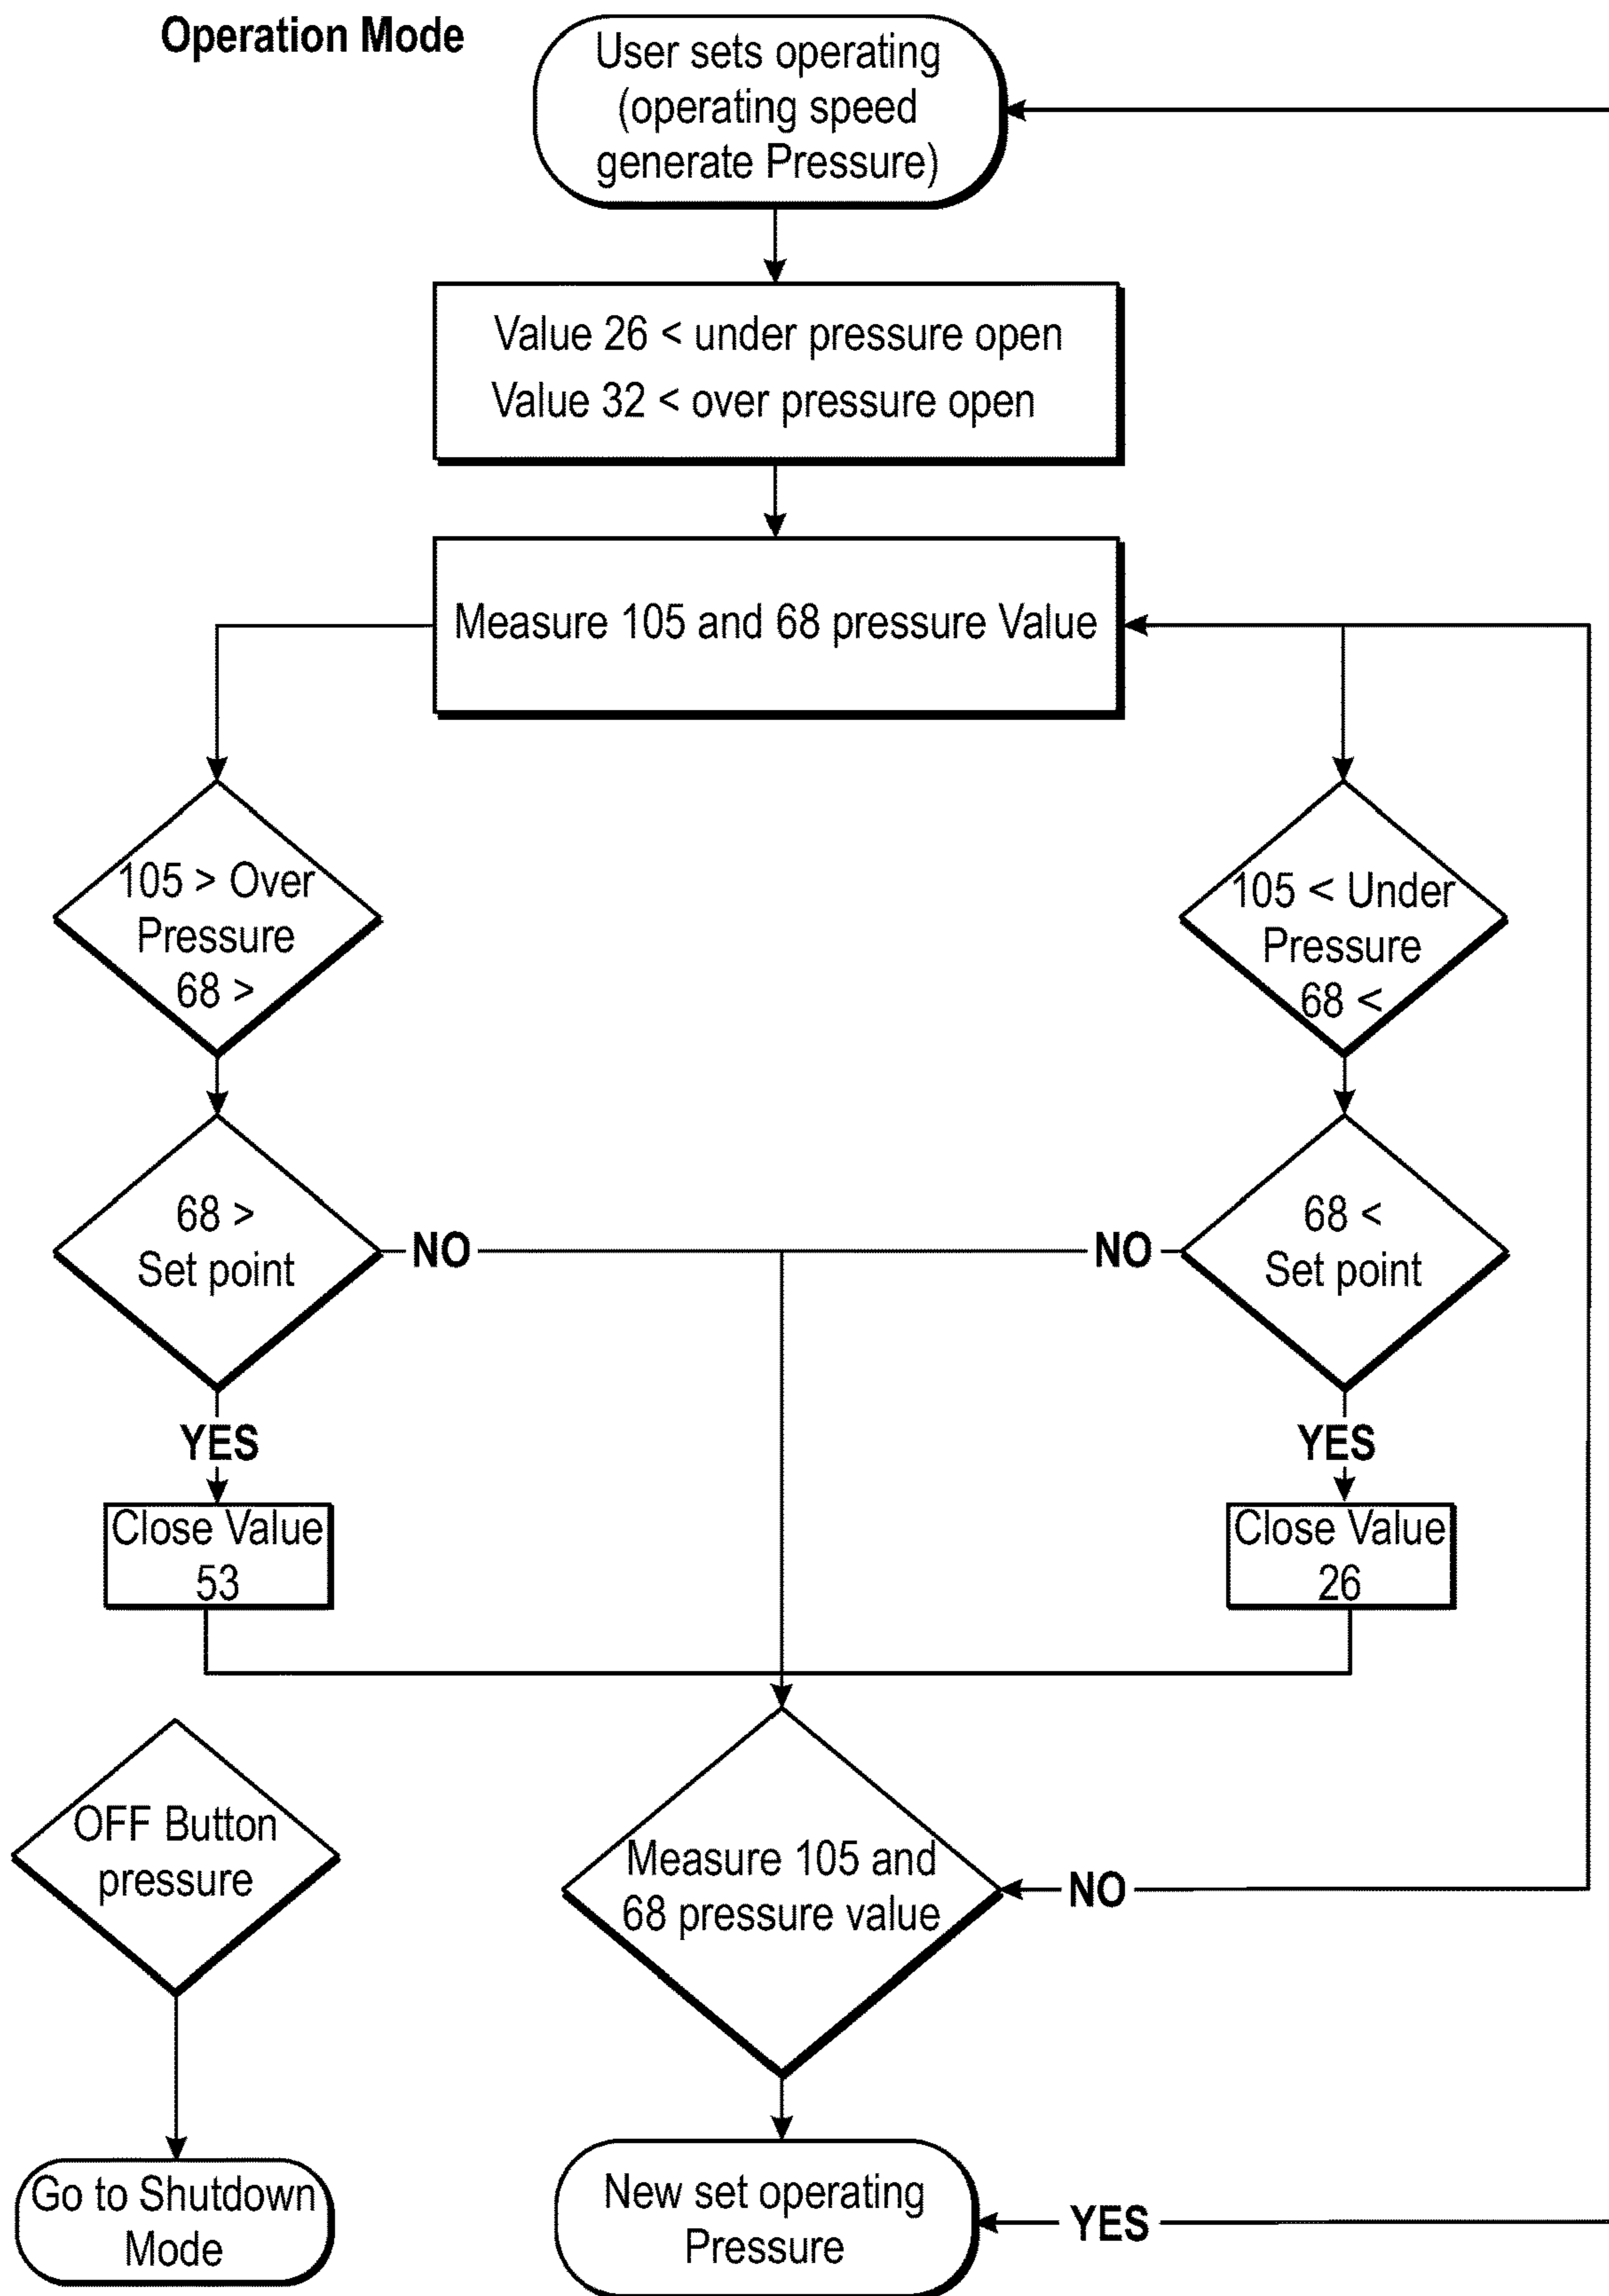 Operation Mode
User sets operating
(operating speed
generate Pressure)
Value 26 < under pressure open
Value 32 < over pressure open
Measure 105 and 68 pressure Value
105 > Over
Pressure
68 >
105 < Under
Pressure
68 <
68 >
Set point
NO
NO
68 <
Set point
YES
YES
Close Value
53
Close Value
26
OFF Button
pressure
Measure 105 and
68 pressure value
NO
Go to Shutdown
Mode
New set operating
Pressure
YES